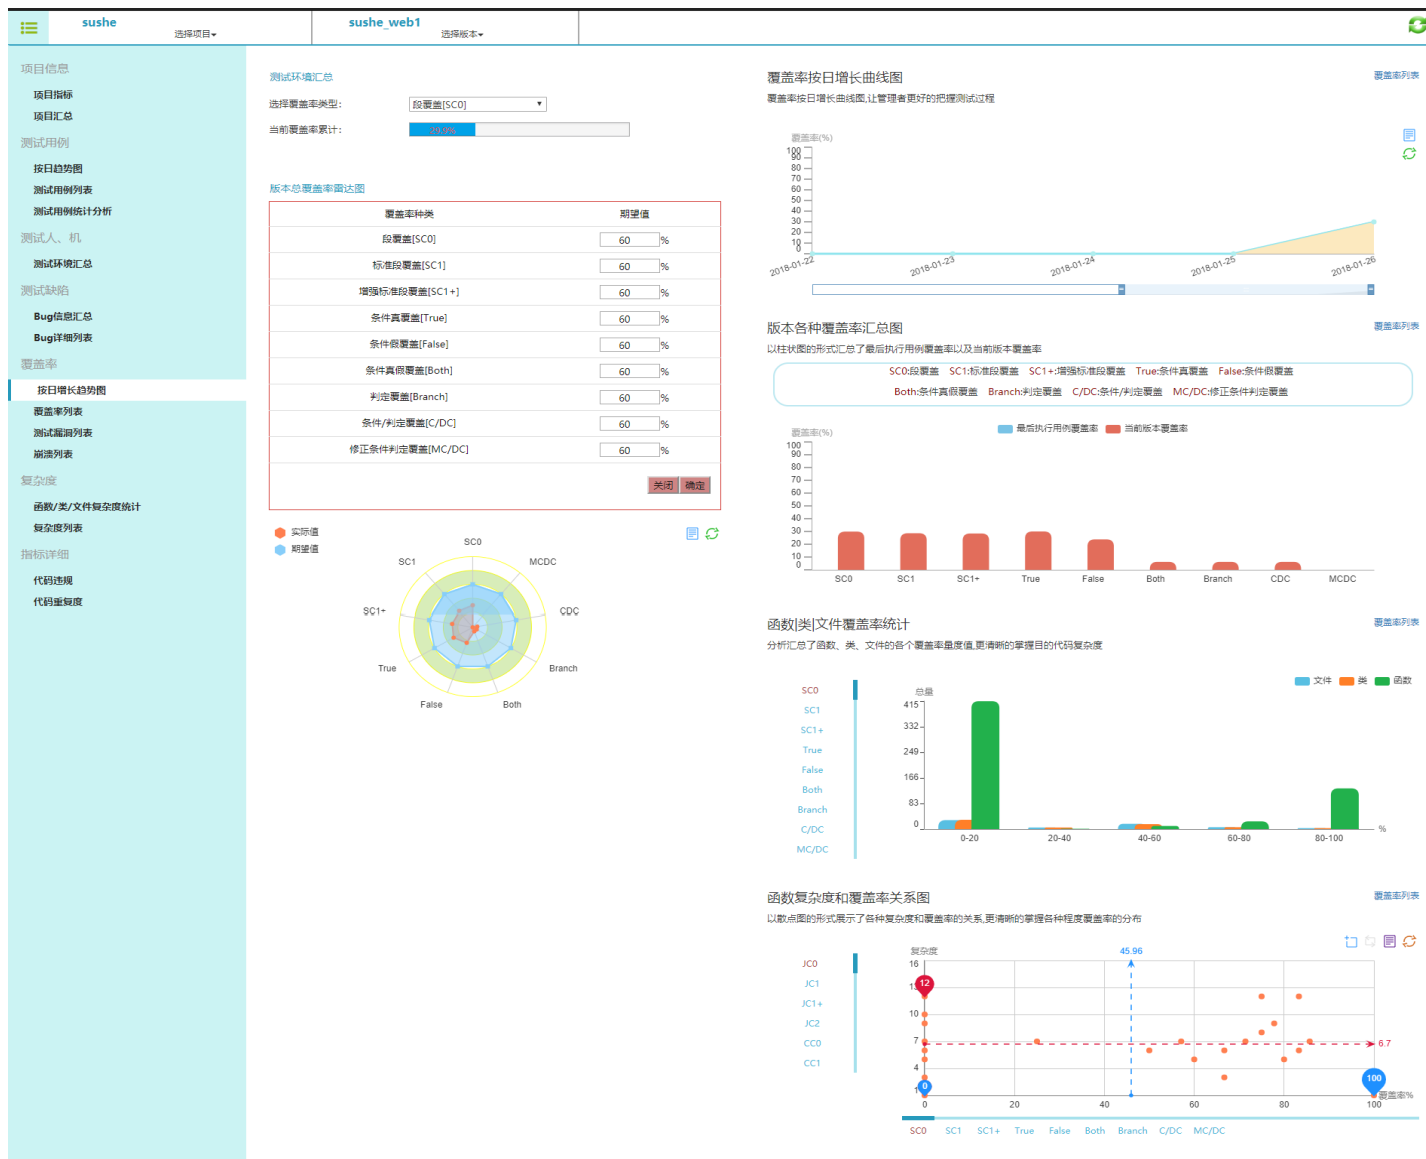 sushe
选择项目
sushe_web1
选择版本
项目信息
项目指标
项目汇总
测试用例
按日趋势图
测试用例列表
测试用例统计分析
测试人、机
测试环境汇总
测试缺陷
Bug信息汇总
Bug详细列表
覆盖率
按日增长趋势图
覆盖率列表
测试漏洞列表
崩溃列表
复杂度
函数/类/文件复杂度统计
复杂度列表
指标详细
代码违规
代码重复度
测试环境汇总
选择覆盖率类型：
段覆盖[SC0]
当前覆盖率累计：
29.9%
版本总覆盖率雷达图
覆盖率种类 期望值
段覆盖[SC0] 60 %
标准段覆盖[SC1] 60 %
增强标准段覆盖[SC1+] 60 %
条件真覆盖[True] 60 %
条件假覆盖[False] 60 %
条件真假覆盖[Both] 60 %
判定覆盖[Branch] 60 %
条件/判定覆盖[C/DC] 60 %
修正条件判定覆盖[MC/DC] 60 %
关闭 确定
实际值
期望值
SC0
SC1
MCDC
SC1+
CDC
True
Branch
False
Both
覆盖率按日增长曲线图
覆盖率列表
覆盖率按日增长曲线图,让管理者更好的把握测试过程
覆盖率(%)
100
90
80
70
60
50
40
30
20
10
0
2018-01-22 2018-01-23 2018-01-24 2018-01-25 2018-01-26
版本各种覆盖率汇总图
覆盖率列表
以柱状图的形式汇总了最后执行用例覆盖率以及当前版本覆盖率
SC0:段覆盖 SC1:标准段覆盖 SC1+:增强标准段覆盖 True:条件真覆盖 False:条件假覆盖
Both:条件真假覆盖 Branch:判定覆盖 C/DC:条件/判定覆盖 MC/DC:修正条件判定覆盖
最后执行用例覆盖率 当前版本覆盖率
覆盖率(%)
100
90
80
70
60
50
40
30
20
10
0
SC0 SC1 SC1+ True False Both Branch CDC MCDC
函数|类|文件覆盖率统计
覆盖率列表
分析汇总了函数、类、文件的各个覆盖率量度值,更清晰的掌握目的代码复杂度
SC0
SC1
SC1+
True
False
Both
Branch
C/DC
MC/DC
文件 类 函数
总量
415
332
249
166
83
0
0-20 20-40 40-60 60-80 80-100
%
函数复杂度和覆盖率关系图
覆盖率列表
以散点图的形式展示了各种复杂度和覆盖率的关系,更清晰的掌握各种程度覆盖率的分布
JC0
JC1
JC1+
JC2
CC0
CC1
复杂度
45.96
16
12
10
7
6.7
4
1
0
100
覆盖率%
0 20 40 60 80 100
SC0 SC1 SC1+ True False Both Branch C/DC MC/DC